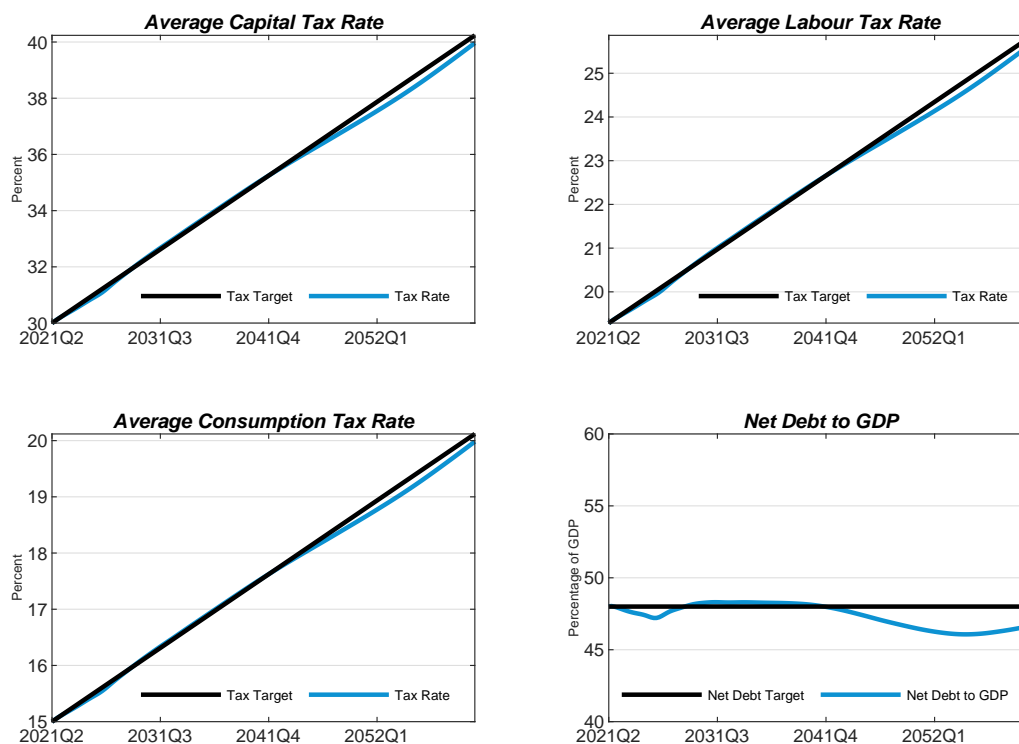 Average Capital Tax Rate
Percent
40
38
36
34
32
30
2021Q2 2031Q3 2041Q4 2052Q1
Tax Target Tax Rate
Average Labour Tax Rate
Percent
25
24
23
22
21
20
2021Q2 2031Q3 2041Q4 2052Q1
Tax Target Tax Rate
Average Consumption Tax Rate
Percent
20
19
18
17
16
15
2021Q2 2031Q3 2041Q4 2052Q1
Tax Target Tax Rate
Net Debt to GDP
Percentage of GDP
60
55
50
45
40
2021Q2 2031Q3 2041Q4 2052Q1
Net Debt Target Net Debt to GDP